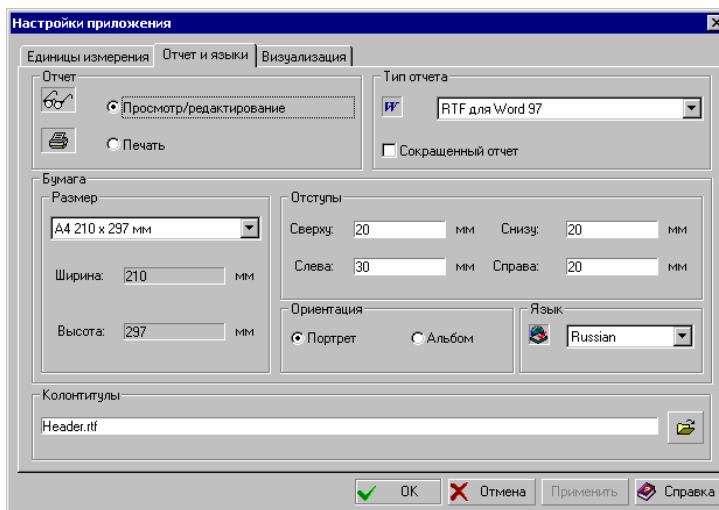 Настройки приложения
Единицы измерения Отчет и языки Визуализация
Отчет Тип отчета
Просмотр/редактирование W RTF для Word 97
Печать Сокращенный отчет
Бумага
Размер Отступы
A4 210 x 297 мм Сверху: 20 мм Снизу: 20 мм
Ширина: 210 мм Слева: 30 мм Справа: 20 мм
Ориентация Язык
Высота: 297 мм Портрет Альбом Russian
Колонтитулы
Header.rtf
OK Отмена Применить Справка